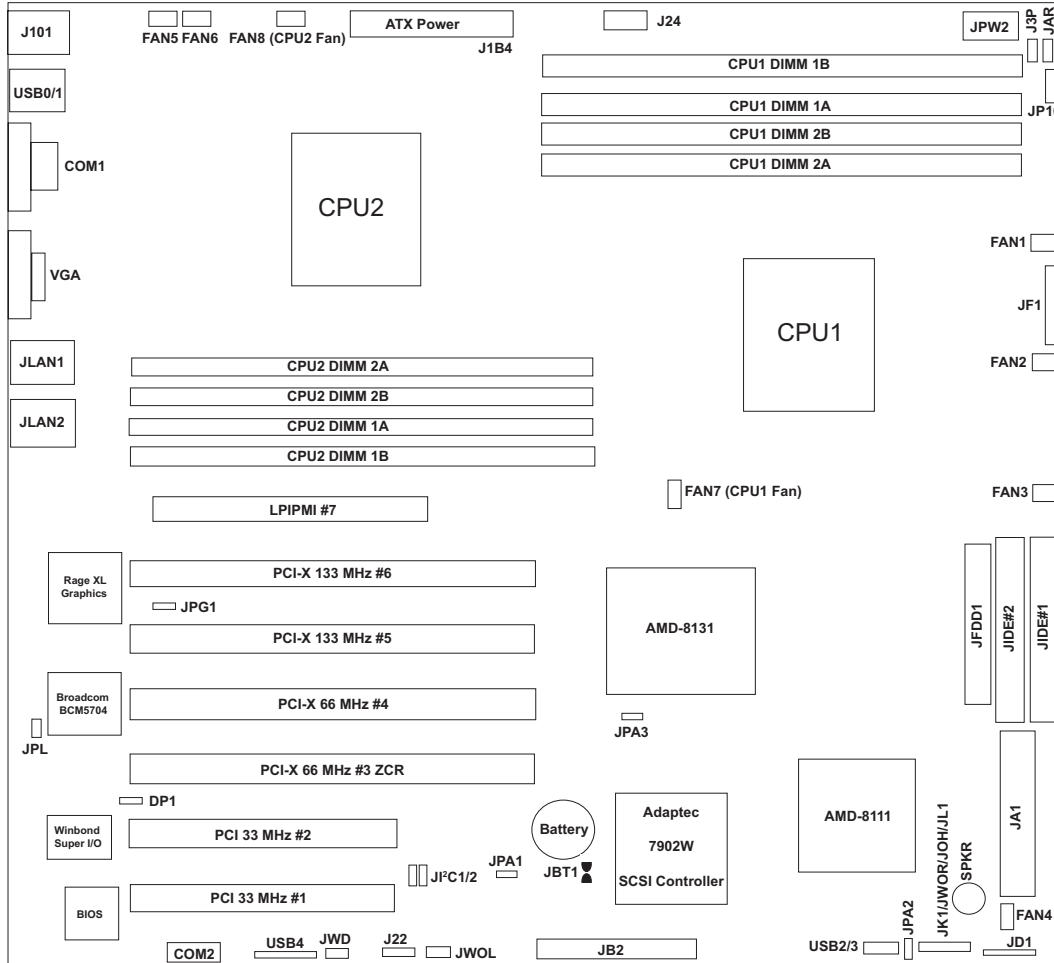 J101
FAN5 FAN6
FAN8 (CPU2 Fan)
ATX Power
J1B4
J24
JPW2
J3P
JAR
JP10
USB0/1
CPU1 DIMM 1B
CPU1 DIMM 1A
CPU1 DIMM 2B
CPU1 DIMM 2A
COM1
CPU2
VGA
FAN1
JF1
CPU1
FAN2
JLAN1
JLAN2
CPU2 DIMM 2A
CPU2 DIMM 2B
CPU2 DIMM 1A
CPU2 DIMM 1B
FAN7 (CPU1 Fan)
FAN3
LPIPMI #7
Rage XL
Graphics
PCI-X 133 MHz #6
JPG1
PCI-X 133 MHz #5
AMD-8131
JFDD1
JIDE#2
JIDE#1
Broadcom
BCM5704
PCI-X 66 MHz #4
JPL
JPA3
PCI-X 66 MHz #3 ZCR
DP1
Winbond
Super I/O
PCI 33 MHz #2
Battery
JBT1
Adaptec
7902W
SCSI Controller
AMD-8111
JA1
JI²C1/2
JPA1
BIOS
PCI 33 MHz #1
JK1/JWOR/JOH/JL1
SPKR
FAN4
COM2
USB4
JWD
J22
JWOL
JB2
USB2/3
JPA2
JD1